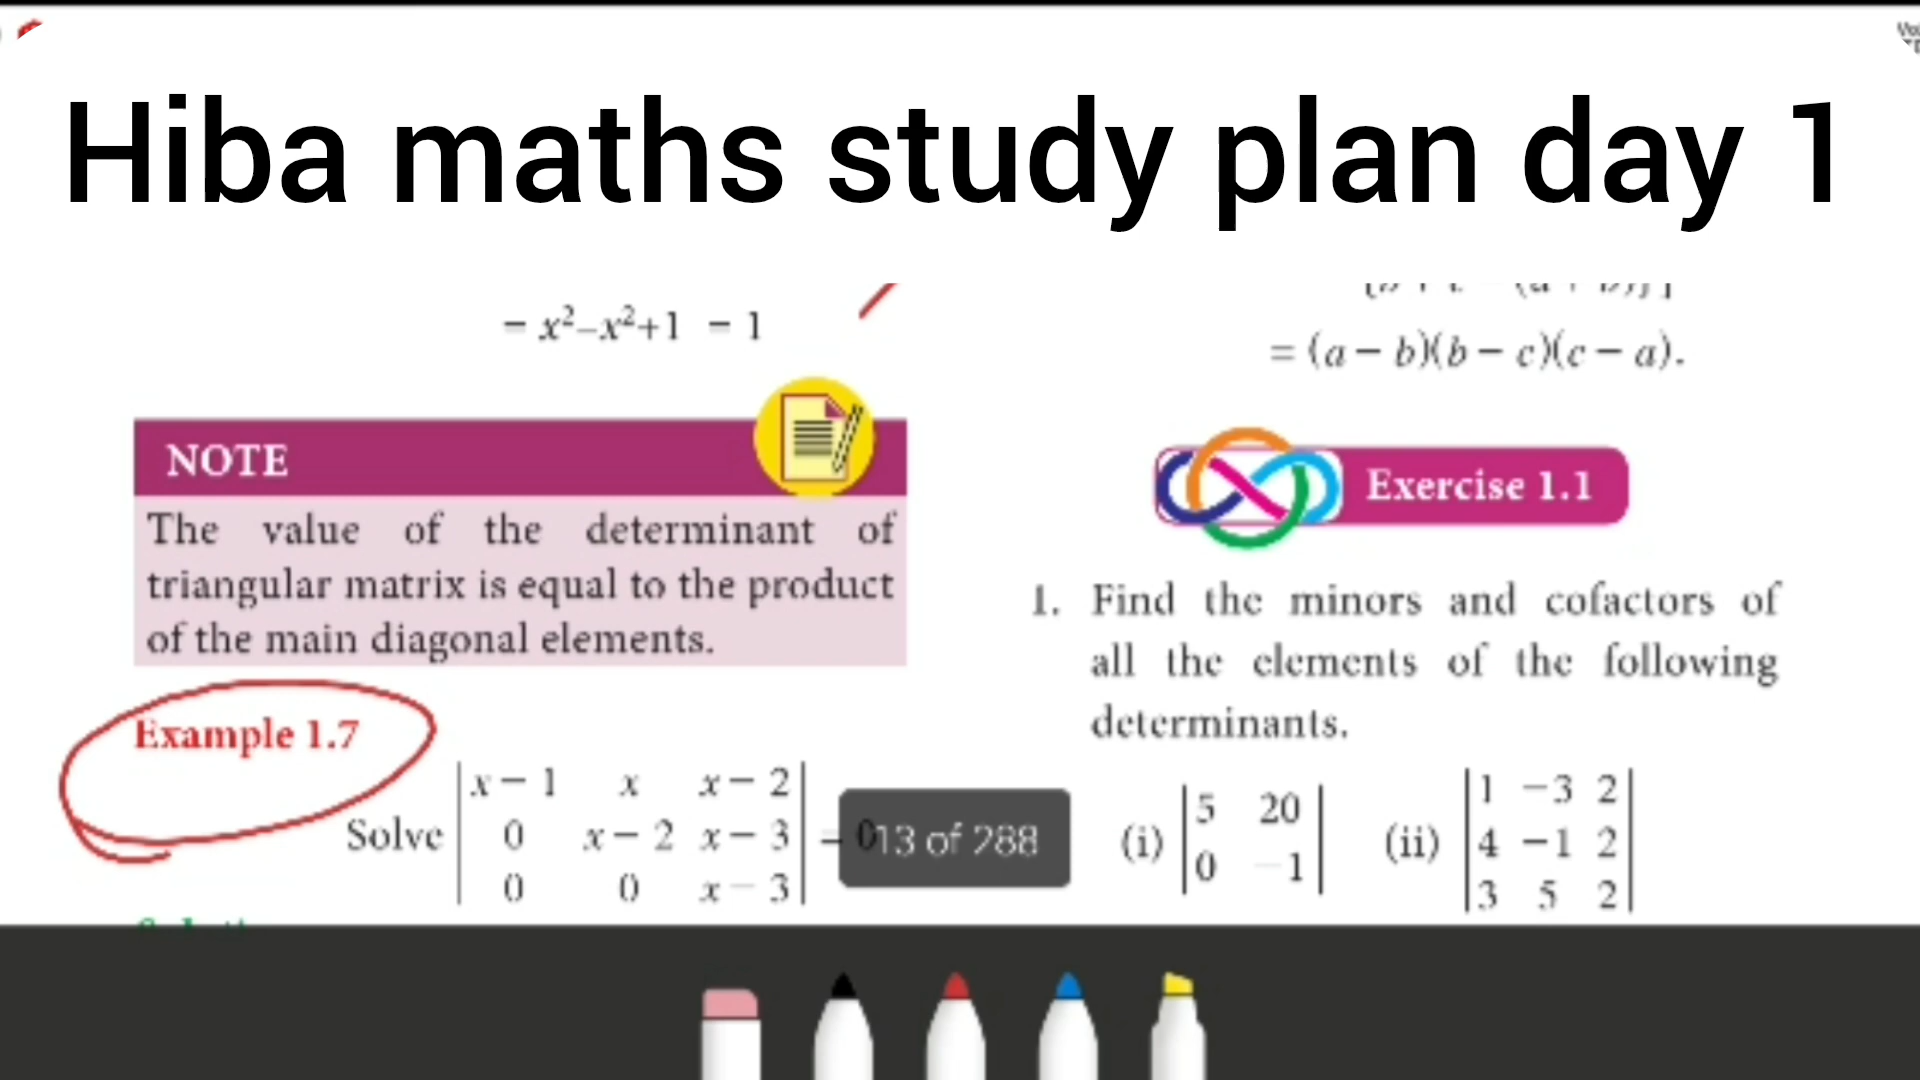 Hiba maths study plan day 1
= x²–x²+1 = 1
NOTE
The value of the determinant of
triangular matrix is equal to the product
of the main diagonal elements.
Example 1.7
Solve | x − 1 x x − 2 |
| 0 x − 2 x − 3 | = 0
| 0 0 x − 3 |
13 of 288
= (a − b)(b − c)(c − a).
Exercise 1.1
1. Find the minors and cofactors of
all the elements of the following
determinants.
(i) | 5 20 |
| 0 −1 |
(ii) | 1 −3 2 |
| 4 −1 2 |
| 3 5 2 |